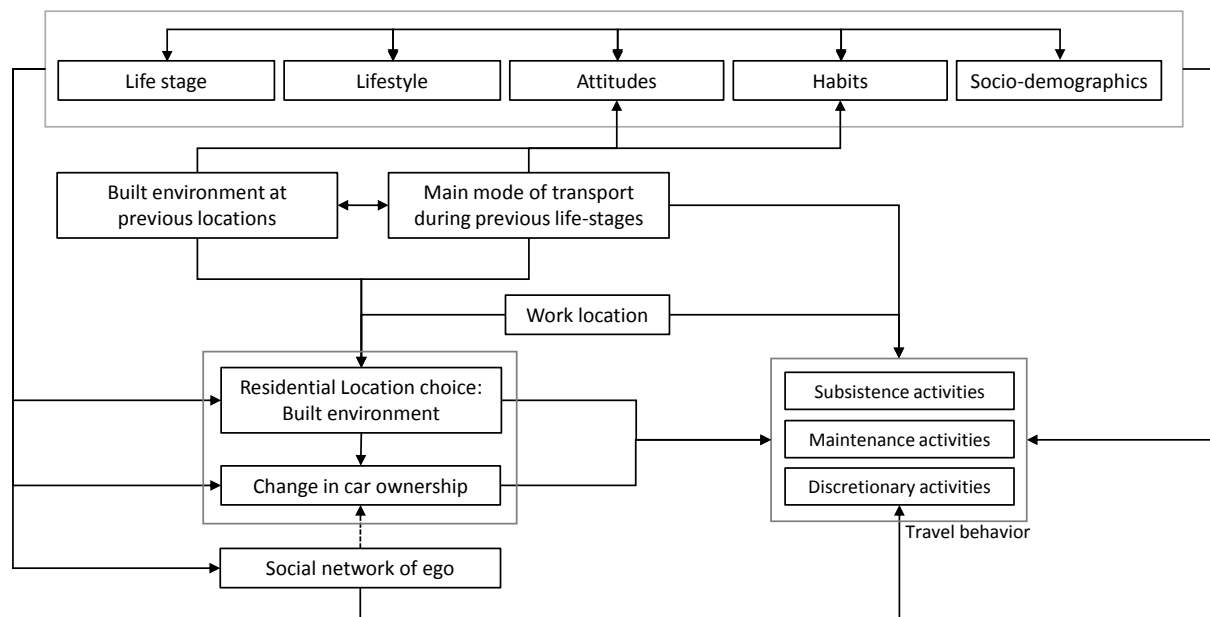 Life stage
Lifestyle
Attitudes
Habits
Socio-demographics
Built environment at
previous locations
Main mode of transport
during previous life-stages
Work location
Residential Location choice:
Built environment
Change in car ownership
Social network of ego
Subsistence activities
Maintenance activities
Discretionary activities
Travel behavior